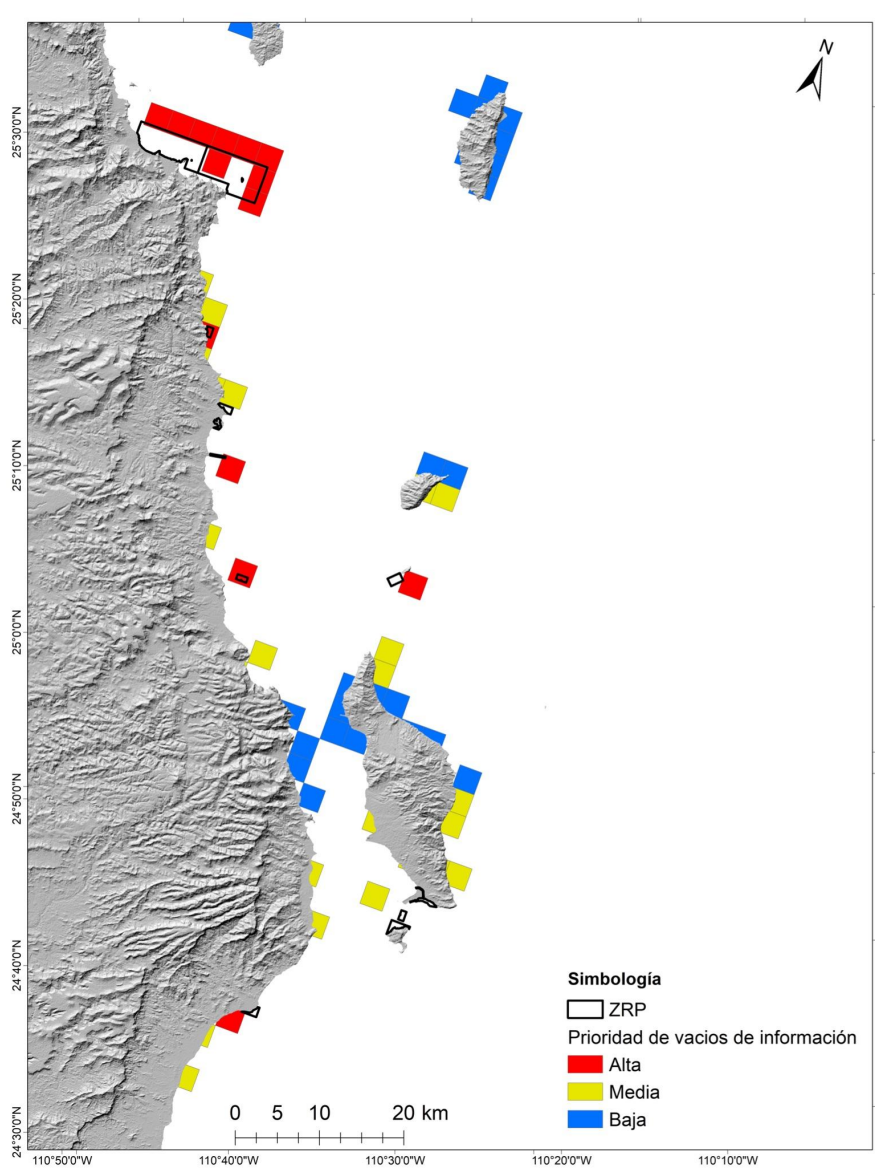 N
25°30'0"N
25°20'0"N
25°10'0"N
25°0'0"N
24°50'0"N
24°40'0"N
24°30'0"N
Simbología
ZRP
Prioridad de vacios de información
Alta
Media
Baja
0 5 10 20 km
110°50'0"W 110°40'0"W 110°30'0"W 110°20'0"W 110°10'0"W